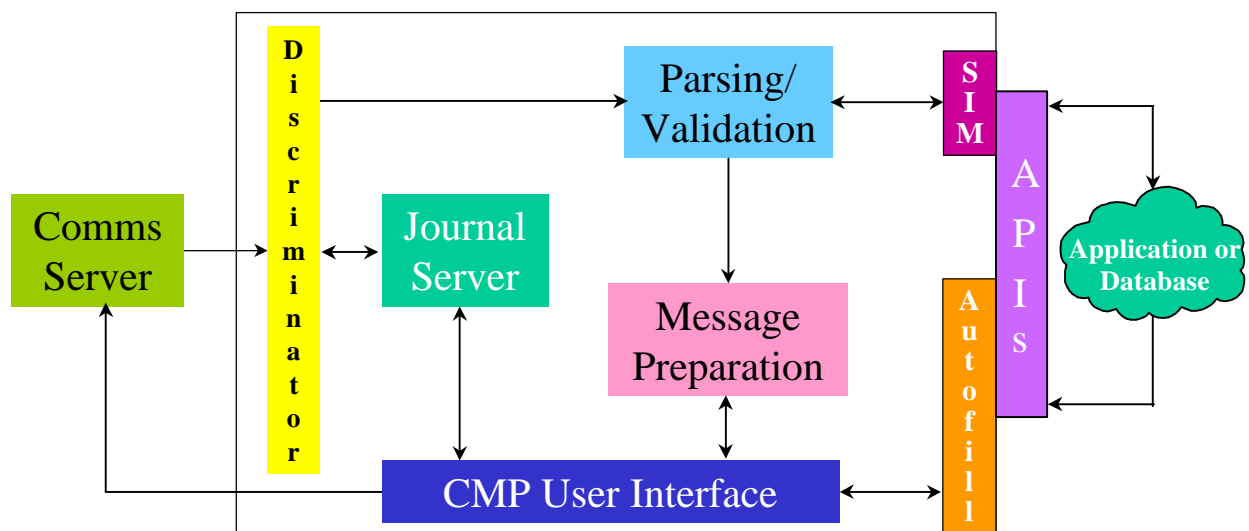 Discriminator
Parsing/
Validation
SIM
APIs
Comms
Server
Journal
Server
Application or
Database
Message
Preparation
Autofill
CMP User Interface